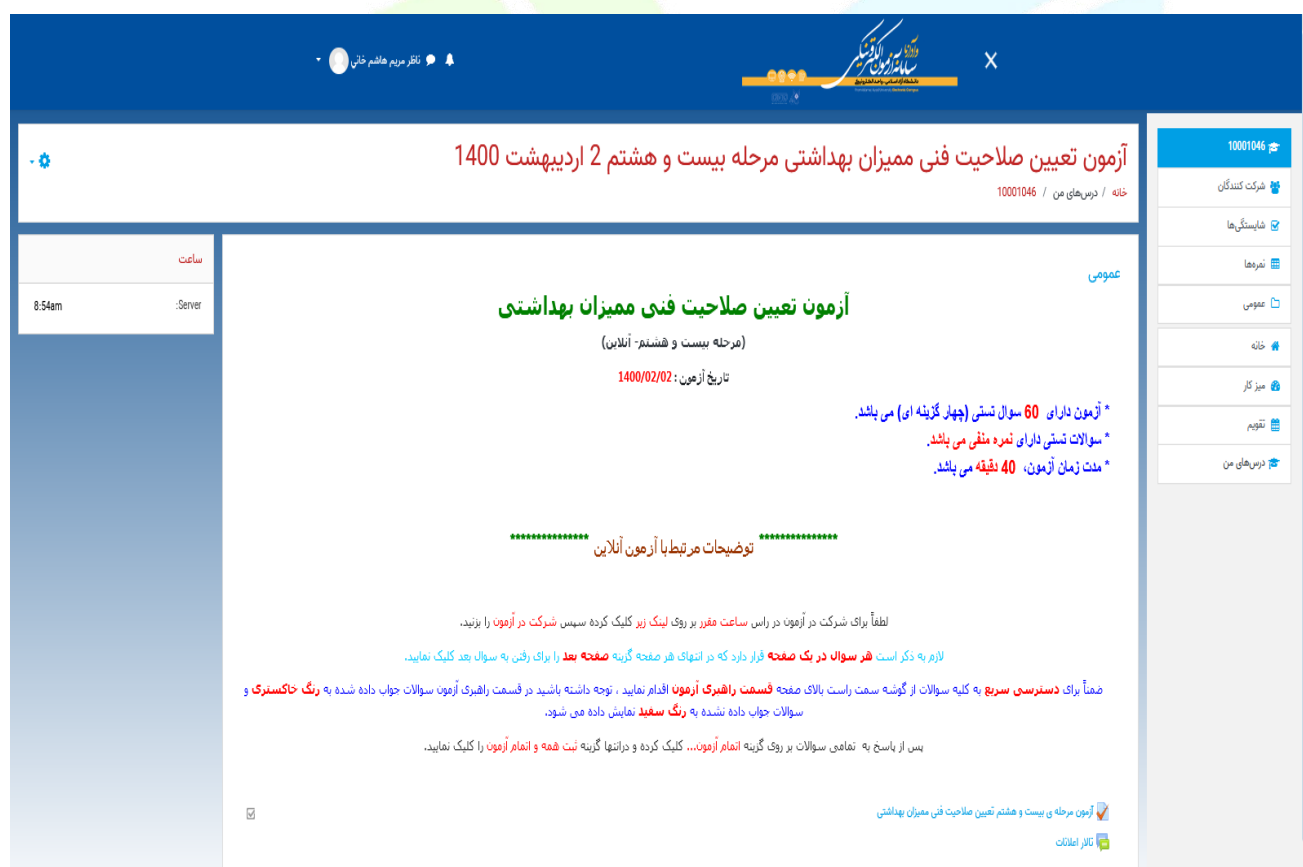 وادانا
سامانه آزمون الکترونیکی
دانشگاه آزاد اسلامی واحد الکترونیکی
ناظر مریم هاشم خانی
10001046
شرکت کنندگان
شایستگی‌ها
نمره‌ها
عمومی
خانه
میز کار
تقویم
درس‌های من
آزمون تعیین صلاحیت فنی ممیزان بهداشتی مرحله بیست و هشتم 2 اردیبهشت 1400
خانه / درس‌های من / 10001046
عمومی
آزمون تعیین صلاحیت فنی ممیزان بهداشتی
(مرحله بیست و هشتم- آنلاین)
تاریخ آزمون : 1400/02/02
* آزمون دارای 60 سوال تستی (چهار گزینه ای) می باشد.
* سوالات تستی دارای نمره منفی می باشد.
* مدت زمان آزمون، 40 دقیقه می باشد.
*************** توضیحات مرتبط با آزمون آنلاین ***************
لطفاً برای شرکت در آزمون در راس ساعت مقرر بر روی لینک زیر کلیک کرده سپس شرکت در آزمون را بزنید.
لازم به ذکر است هر سوال در یک صفحه قرار دارد که در انتهای هر صفحه گزینه صفحه بعد را برای رفتن به سوال بعد کلیک نمایید.
ضمناً برای دسترسی سریع به کلیه سوالات از گوشه سمت راست بالای صفحه قسمت راهبری آزمون اقدام نمایید ، توجه داشته باشید در قسمت راهبری آزمون سوالات جواب داده شده به رنگ خاکستری و
سوالات جواب داده نشده به رنگ سفید نمایش داده می شود.
پس از پاسخ به تمامی سوالات بر روی گزینه اتمام آزمون... کلیک کرده و درانتها گزینه ثبت همه و اتمام آزمون را کلیک نمایید.
آزمون مرحله ی بیست و هشتم تعیین صلاحیت فنی ممیزان بهداشتی
تالار اعلانات
ساعت
Server:
8:54am